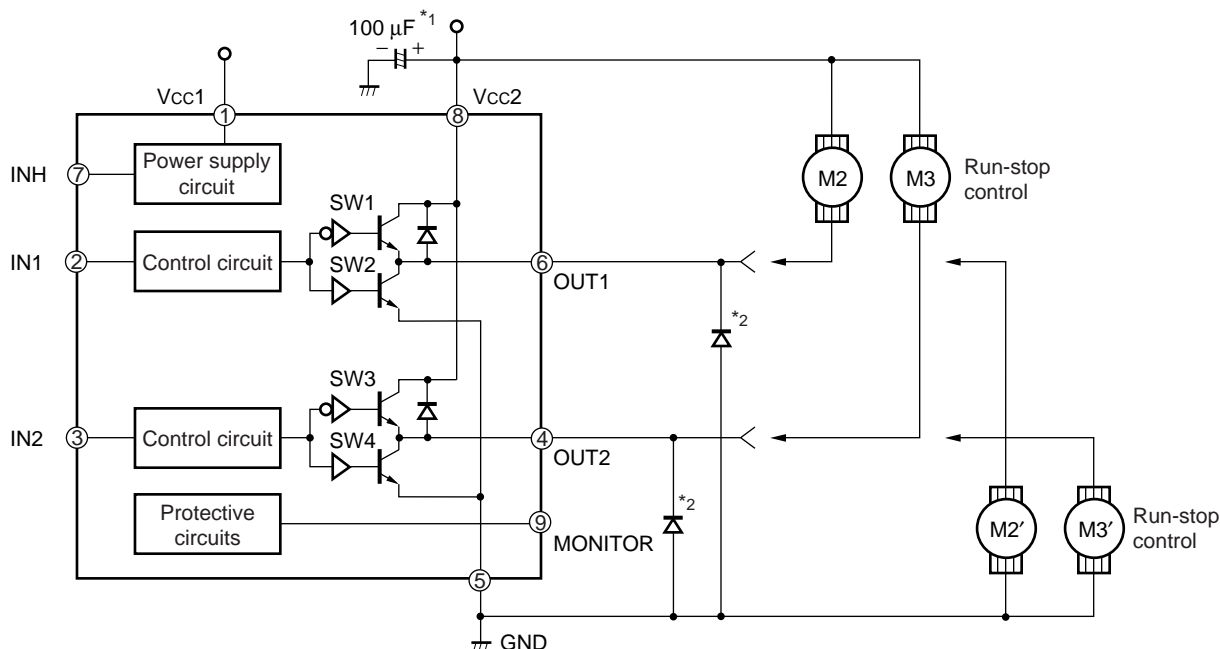 100 μF *1
− +
Vcc1
Vcc2
1
8
INH
7
Power supply
circuit
M2
M3
Run-stop
control
SW1
IN1
2
Control circuit
SW2
6
OUT1
*2
SW3
IN2
3
Control circuit
SW4
4
OUT2
*2
Protective
circuits
9
MONITOR
M2′
M3′
Run-stop
control
5
GND